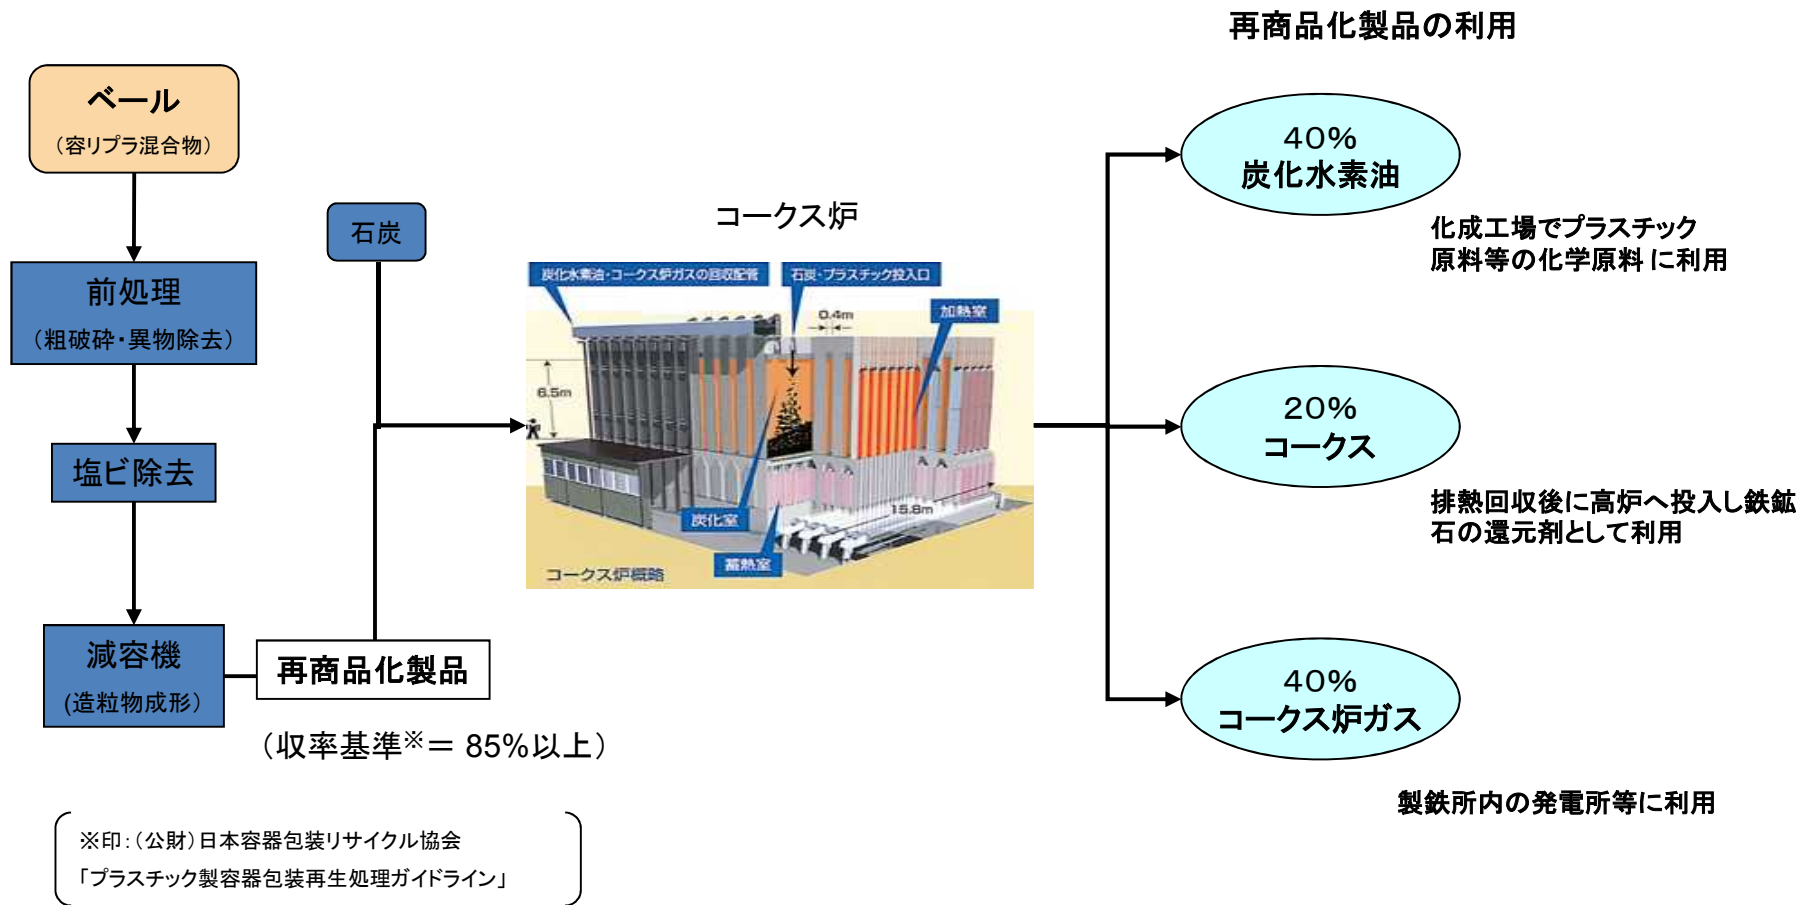 再商品化製品の利用
ベール
（容リプラ混合物）
前処理
（粗破砕・異物除去）
塩ビ除去
減容機
（造粒物成形）
石炭
再商品化製品
（収率基準※＝ 85%以上）
コークス炉
炭化水素油・コークス炉ガスの回収配管
石炭・プラスチック投入口
加熱室
0.4m
6.5m
炭化室
15.8m
蓄熱室
コークス炉概略
40%
炭化水素油
化成工場でプラスチック
原料等の化学原料に利用
20%
コークス
排熱回収後に高炉へ投入し鉄鉱
石の還元剤として利用
40%
コークス炉ガス
製鉄所内の発電所等に利用
※印：（公財）日本容器包装リサイクル協会
「プラスチック製容器包装再生処理ガイドライン」